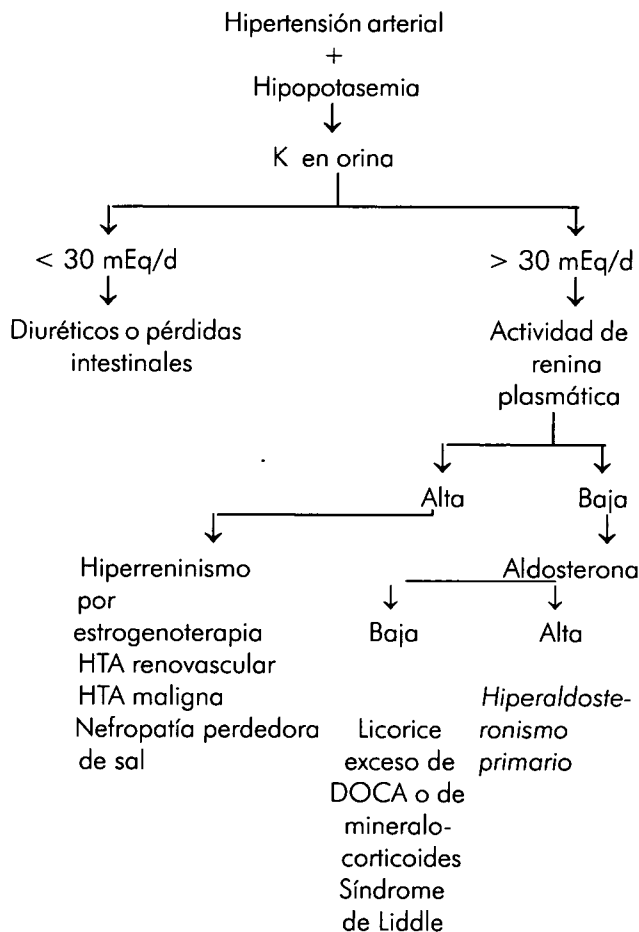 Hipertensión arterial
+
Hipopotasemia
K en orina
< 30 mEq/d
> 30 mEq/d
Diuréticos o pérdidas
intestinales
Actividad de
renina
plasmática
Alta
Baja
Hiperreninismo
por
estrogenoterapia
HTA renovascular
HTA maligna
Nefropatía perdedora
de sal
Aldosterona
Baja
Alta
Licorice
exceso de
DOCA o de
mineralo-
corticoides
Síndrome
de Liddle
Hiperaldoste-
ronismo
primario